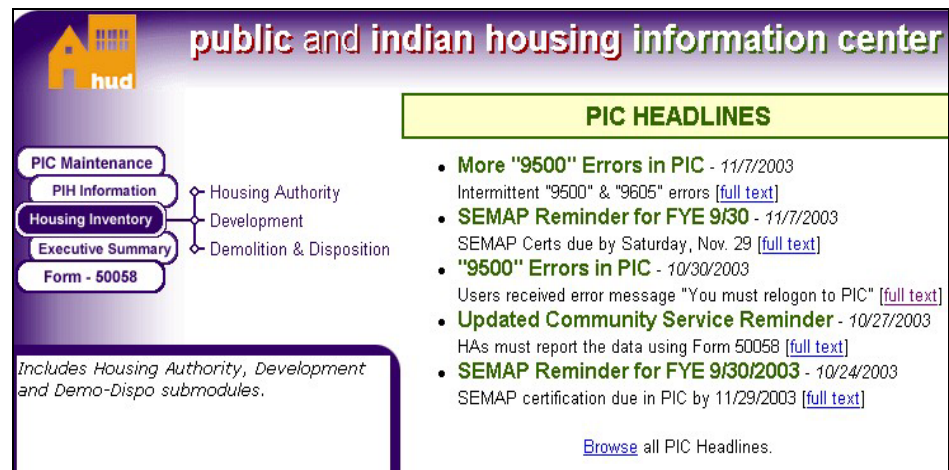 hud
public and indian housing information center
PIC Maintenance
PIH Information
Housing Inventory
Executive Summary
Form - 50058
Housing Authority
Development
Demolition & Disposition
Includes Housing Authority, Development
and Demo-Dispo submodules.
PIC HEADLINES
More "9500" Errors in PIC - 11/7/2003
Intermittent "9500" & "9605" errors [full text]
SEMAP Reminder for FYE 9/30 - 11/7/2003
SEMAP Certs due by Saturday, Nov. 29 [full text]
"9500" Errors in PIC - 10/30/2003
Users received error message "You must relogon to PIC" [full text]
Updated Community Service Reminder - 10/27/2003
HAs must report the data using Form 50058 [full text]
SEMAP Reminder for FYE 9/30/2003 - 10/24/2003
SEMAP certification due in PIC by 11/29/2003 [full text]
Browse all PIC Headlines.